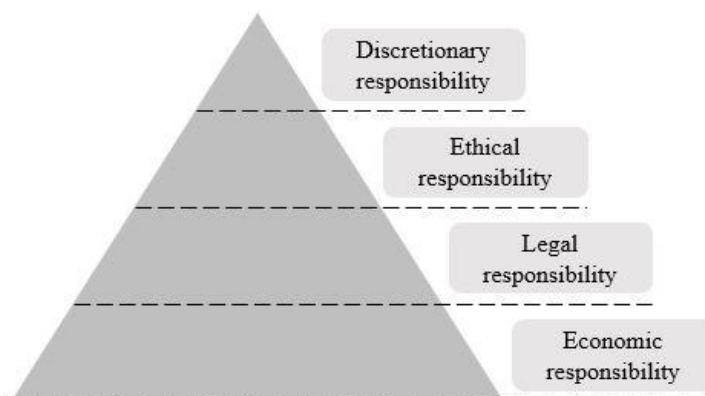 Discretionary
responsibility
Ethical
responsibility
Legal
responsibility
Economic
responsibility